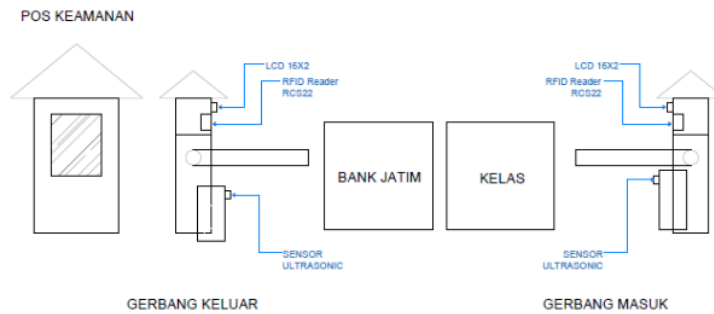 POS KEAMANAN
LCD 16X2
RFID Reader
RCS22
LCD 16X2
RFID Reader
RCS22
BANK JATIM
KELAS
SENSOR
ULTRASONIC
SENSOR
ULTRASONIC
GERBANG KELUAR
GERBANG MASUK